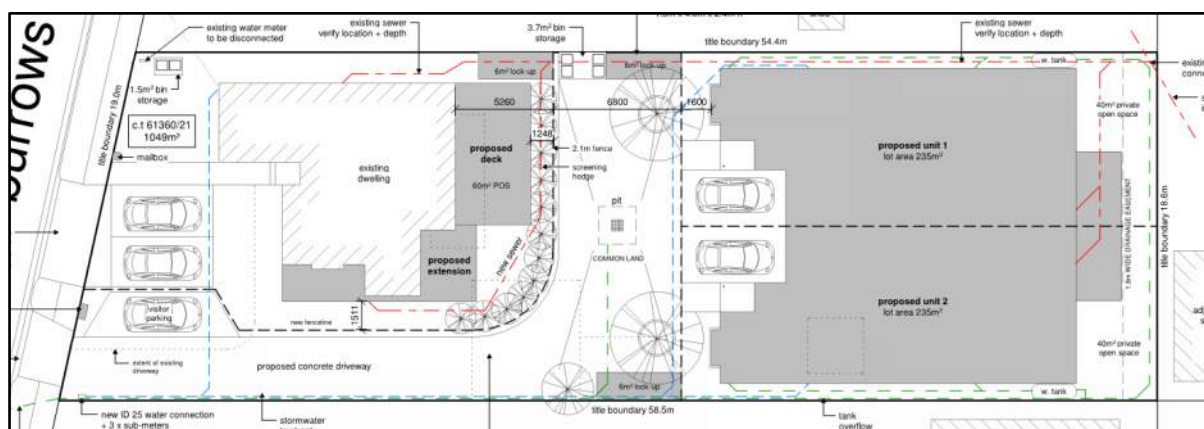 existing water meter
to be disconnected
existing sewer
verify location + depth
3.7m² bin
storage
title boundary 54.4m
existing sewer
verify location + depth
6m² lock-up
6m² lock-up
w. tank
1.5m² bin
storage
title boundary 19.0m
c.t 61360/21
1049m²
mailbox
5260
6800
1600
1248
2.1m fence
screening
hedge
proposed
deck
60m² POS
existing
dwelling
proposed
extension
new sewer
pit
COMMON LAND
proposed unit 1
lot area 235m²
40m² private
open space
1.8m WIDE DRAINAGE EASEMENT
title boundary 18.6m
proposed unit 2
lot area 235m²
40m² private
open space
visitor
parking
new fenceline
1511
extent of existing
driveway
proposed concrete driveway
6m² lock-up
w. tank
new ID 25 water connection
+ 3 x sub-meters
stormwater
title boundary 58.5m
tank
overflow